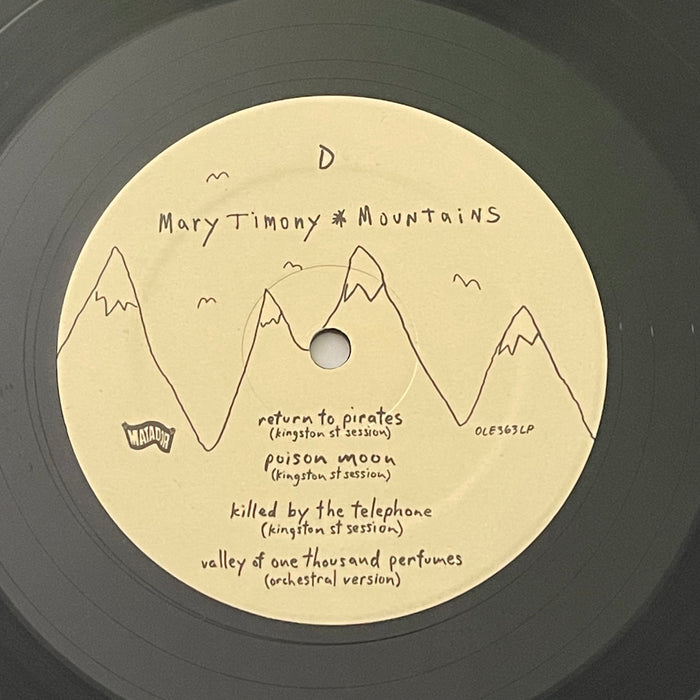 D
Mary Timony * Mountains
return to pirates
(kingston st session)
MATADOR
OLE363LP
poison moon
(kingston st session)
killed by the telephone
(kingston st session)
valley of one thousand perfumes
(orchestral version)